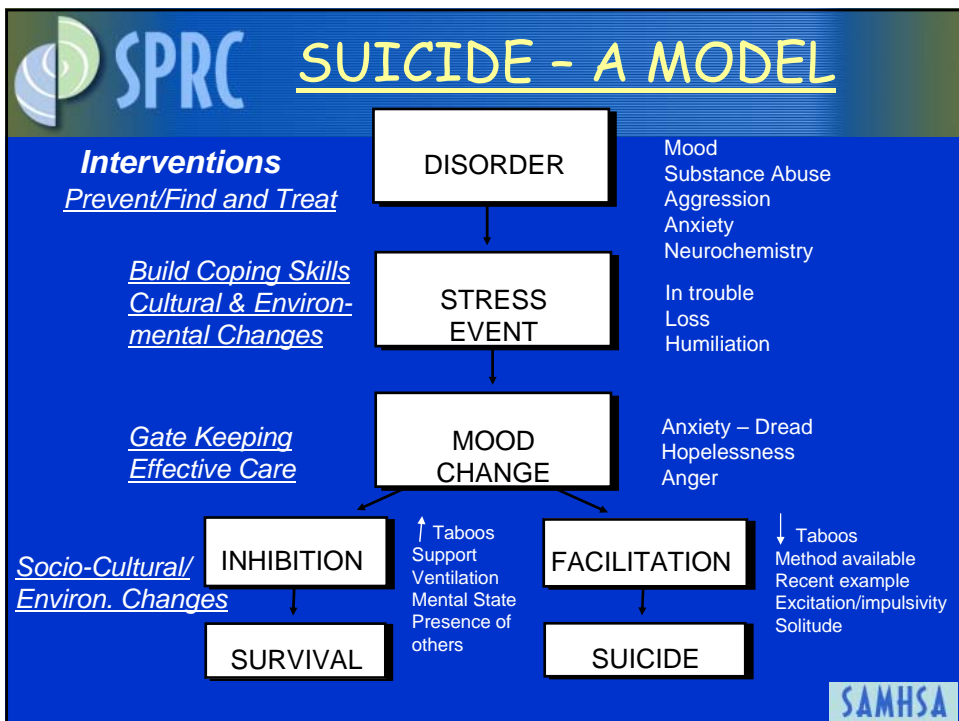 SPRC
SUICIDE – A MODEL
Interventions
Prevent/Find and Treat
DISORDER
Mood
Substance Abuse
Aggression
Anxiety
Neurochemistry
Build Coping Skills
Cultural & Environ-
mental Changes
STRESS
EVENT
In trouble
Loss
Humiliation
Gate Keeping
Effective Care
MOOD
CHANGE
Anxiety – Dread
Hopelessness
Anger
Socio-Cultural/
Environ. Changes
INHIBITION
↑ Taboos
Support
Ventilation
Mental State
Presence of
others
FACILITATION
↓ Taboos
Method available
Recent example
Excitation/impulsivity
Solitude
SURVIVAL
SUICIDE
SAMHSA